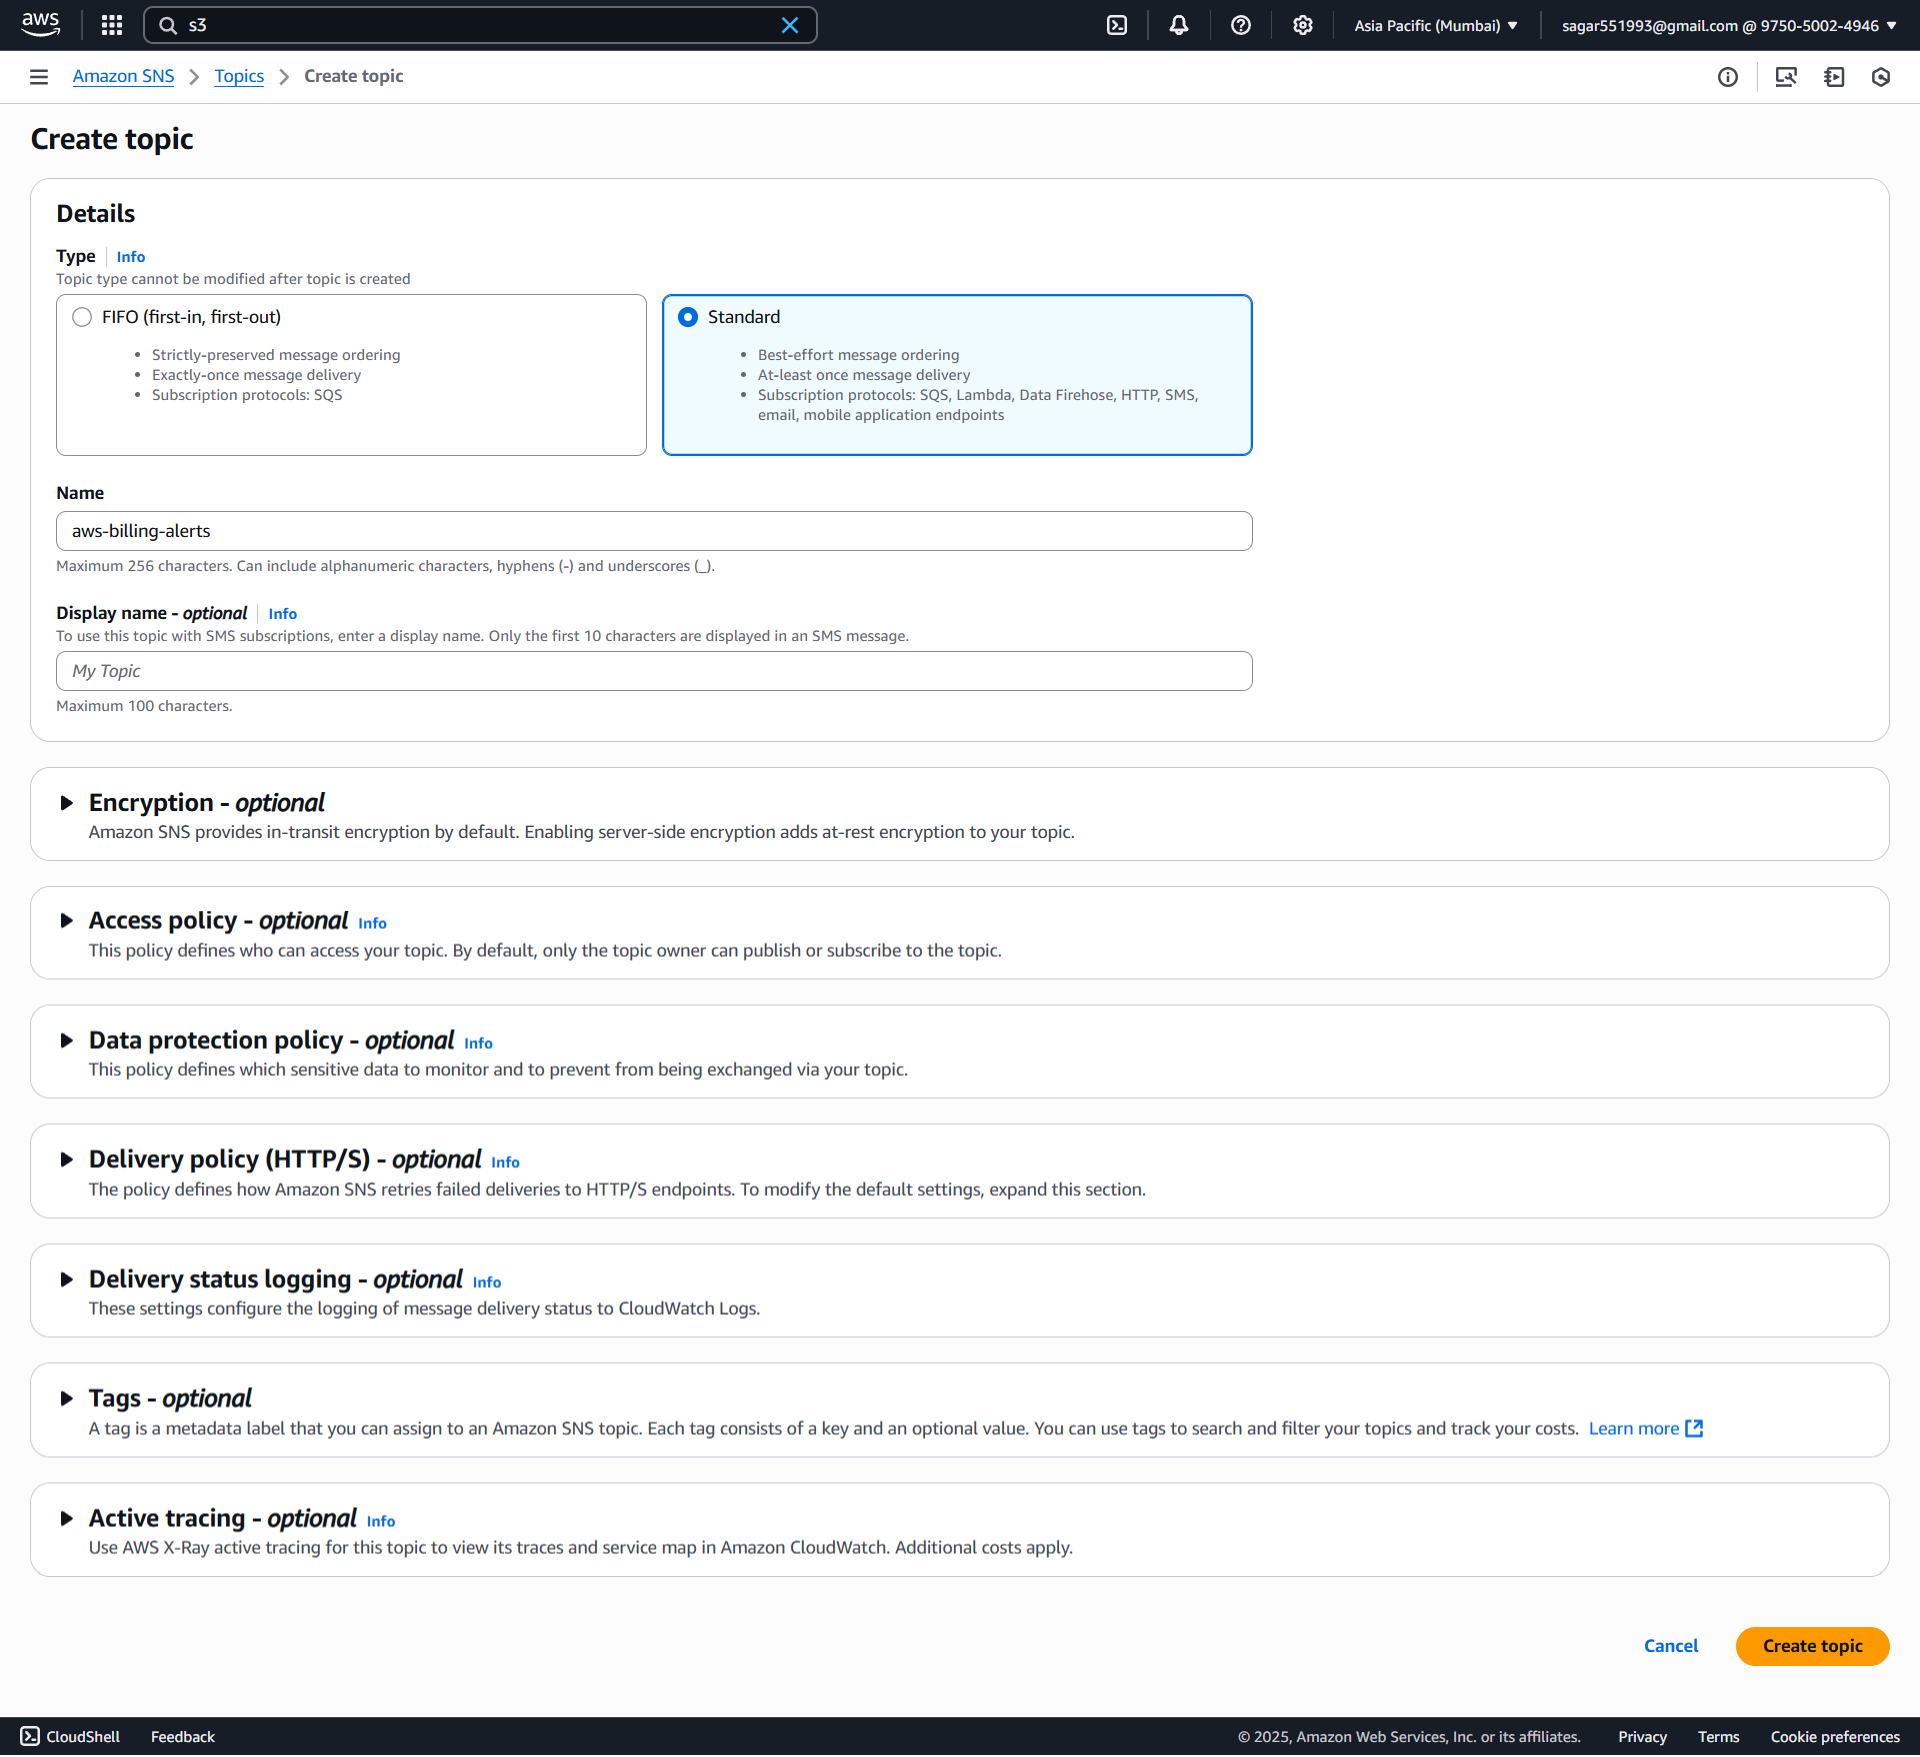 aws
s3
Asia Pacific (Mumbai)
sagar551993@gmail.com @ 9750-5002-4946
Amazon SNS
Topics
Create topic
Create topic
Details
Type
Info
Topic type cannot be modified after topic is created
FIFO (first-in, first-out)
• Strictly-preserved message ordering
• Exactly-once message delivery
• Subscription protocols: SQS
Standard
• Best-effort message ordering
• At-least once message delivery
• Subscription protocols: SQS, Lambda, Data Firehose, HTTP, SMS,
email, mobile application endpoints
Name
aws-billing-alerts
Maximum 256 characters. Can include alphanumeric characters, hyphens (-) and underscores (_).
Display name - optional
Info
To use this topic with SMS subscriptions, enter a display name. Only the first 10 characters are displayed in an SMS message.
My Topic
Maximum 100 characters.
Encryption - optional
Amazon SNS provides in-transit encryption by default. Enabling server-side encryption adds at-rest encryption to your topic.
Access policy - optional Info
This policy defines who can access your topic. By default, only the topic owner can publish or subscribe to the topic.
Data protection policy - optional Info
This policy defines which sensitive data to monitor and to prevent from being exchanged via your topic.
Delivery policy (HTTP/S) - optional Info
The policy defines how Amazon SNS retries failed deliveries to HTTP/S endpoints. To modify the default settings, expand this section.
Delivery status logging - optional Info
These settings configure the logging of message delivery status to CloudWatch Logs.
Tags - optional
A tag is a metadata label that you can assign to an Amazon SNS topic. Each tag consists of a key and an optional value. You can use tags to search and filter your topics and track your costs. Learn more
Active tracing - optional Info
Use AWS X-Ray active tracing for this topic to view its traces and service map in Amazon CloudWatch. Additional costs apply.
Cancel
Create topic
CloudShell
Feedback
© 2025, Amazon Web Services, Inc. or its affiliates.
Privacy
Terms
Cookie preferences